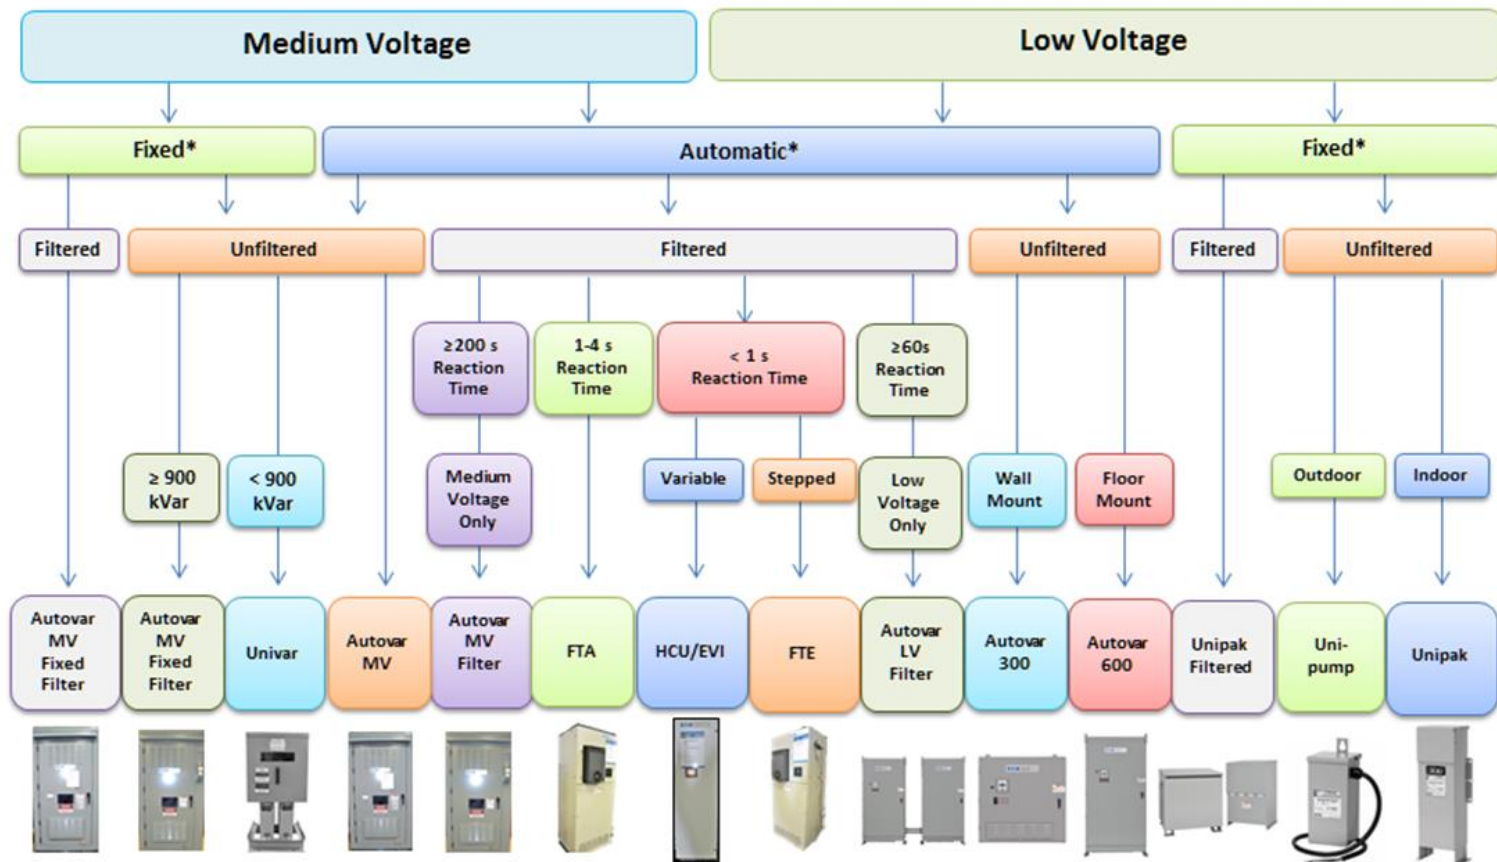 Medium Voltage
Low Voltage
Fixed*
Automatic*
Fixed*
Filtered
Unfiltered
Filtered
Unfiltered
Filtered
Unfiltered
≥200 s
Reaction
Time
1-4 s
Reaction
Time
< 1 s
Reaction Time
≥60s
Reaction
Time
≥ 900
kVar
< 900
kVar
Medium
Voltage
Only
Variable
Stepped
Low
Voltage
Only
Wall
Mount
Floor
Mount
Outdoor
Indoor
Autovar
MV
Fixed
Filter
Autovar
MV
Fixed
Filter
Univar
Autovar
MV
Autovar
MV
Filter
FTA
HCU/EVI
FTE
Autovar
LV
Filter
Autovar
300
Autovar
600
Unipak
Filtered
Uni-
pump
Unipak